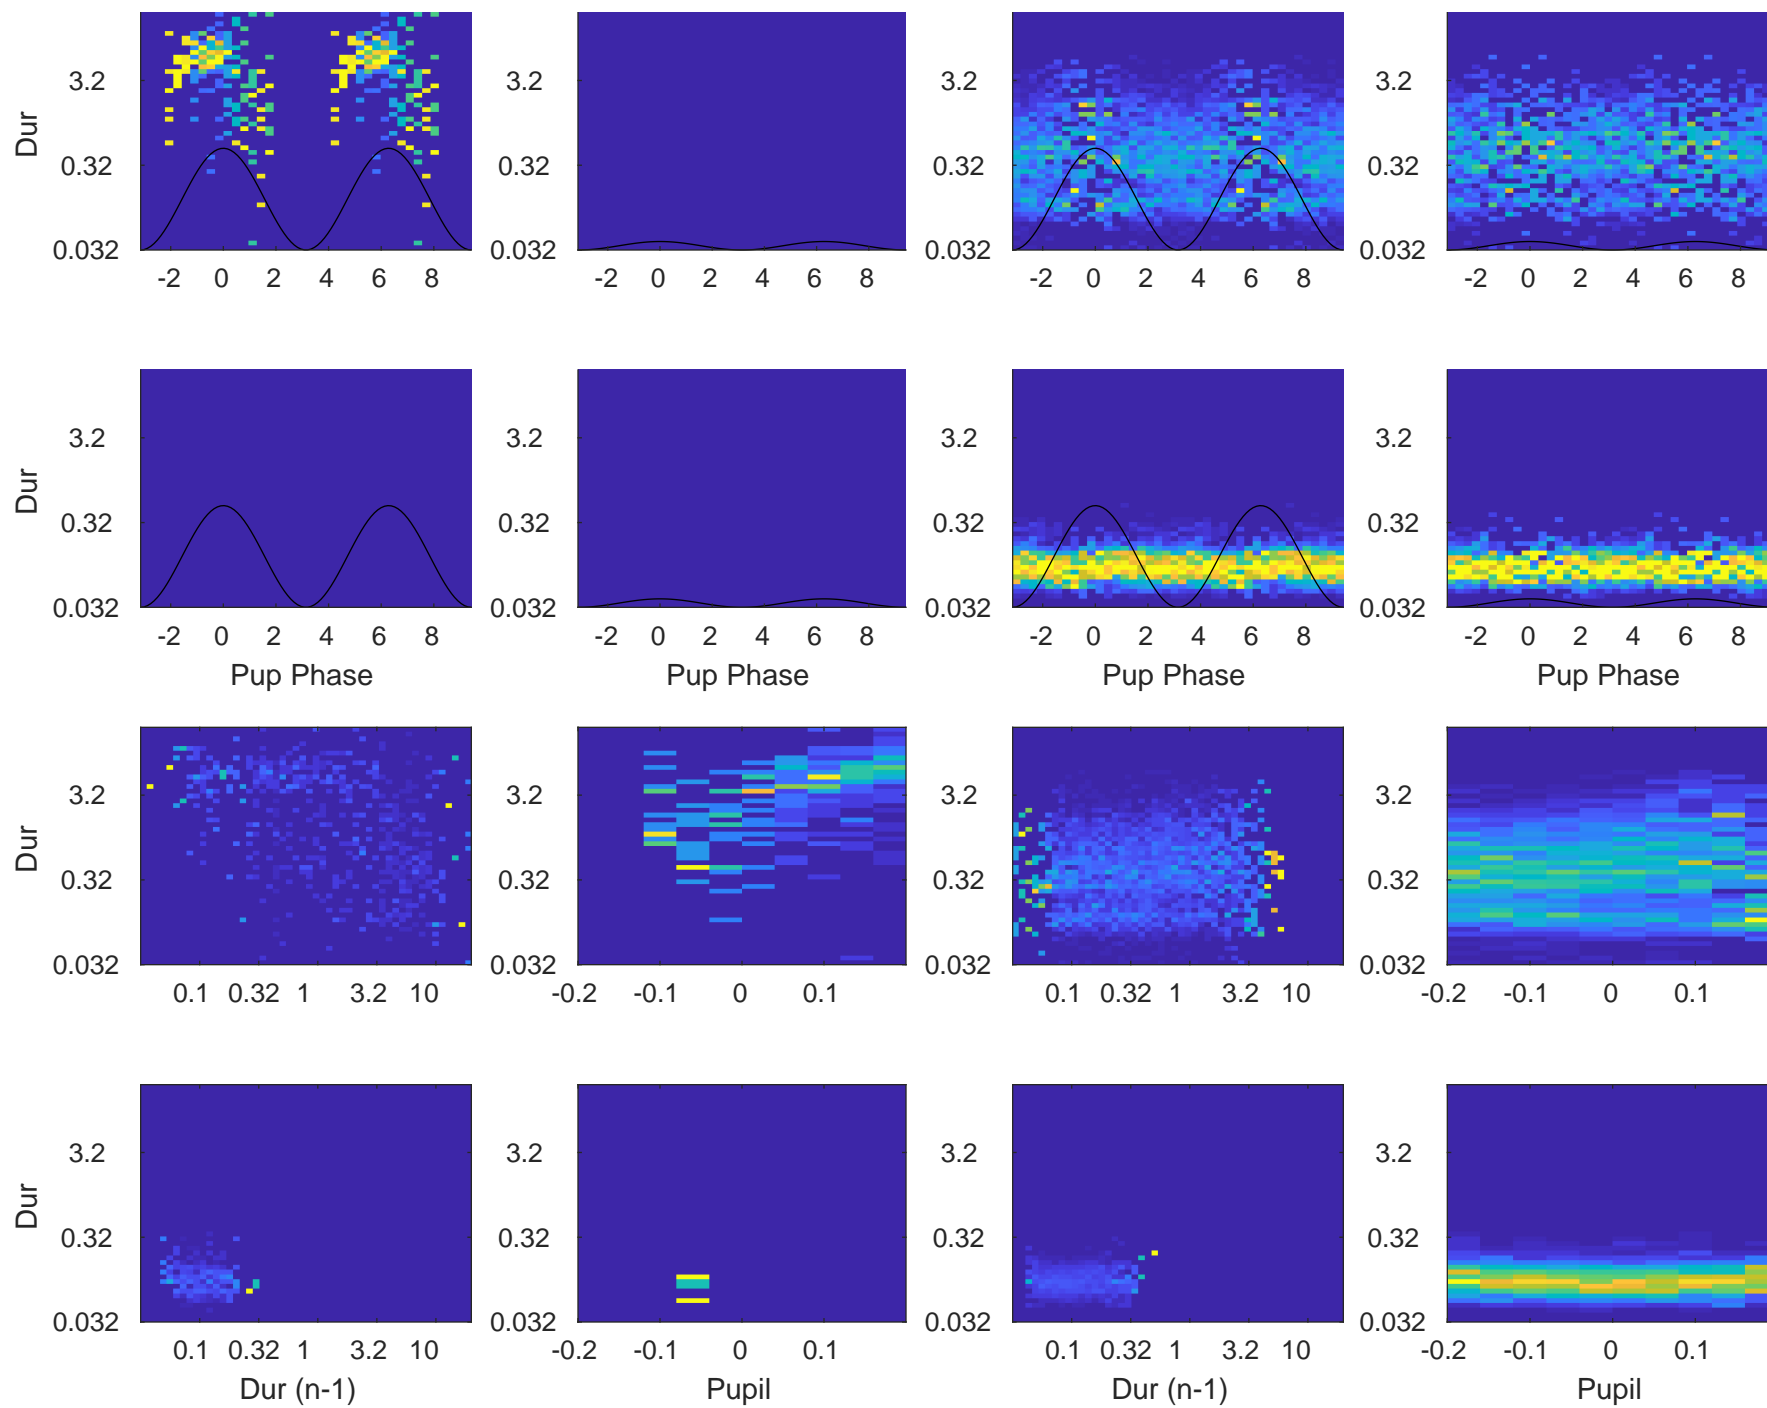 3.2 3.2 3.2 3.2
Dur
0.32 0.32 0.32 0.32
0.032 0.032 0.032 0.032
-2 0 2 4 6 8 -2 0 2 4 6 8 -2 0 2 4 6 8 -2 0 2 4 6 8
3.2 3.2 3.2 3.2
Dur
0.32 0.32 0.32 0.32
0.032 0.032 0.032 0.032
-2 0 2 4 6 8 -2 0 2 4 6 8 -2 0 2 4 6 8 -2 0 2 4 6 8
Pup Phase Pup Phase Pup Phase Pup Phase
3.2 3.2 3.2 3.2
Dur
0.32 0.32 0.32 0.32
0.032 0.032 0.032 0.032
0.1 0.32 1 3.2 10 -0.2 -0.1 0 0.1 0.1 0.32 1 3.2 10 -0.2 -0.1 0 0.1
3.2 3.2 3.2 3.2
Dur
0.32 0.32 0.32 0.32
0.032 0.032 0.032 0.032
0.1 0.32 1 3.2 10 -0.2 -0.1 0 0.1 0.1 0.32 1 3.2 10 -0.2 -0.1 0 0.1
Dur (n-1) Pupil Dur (n-1) Pupil